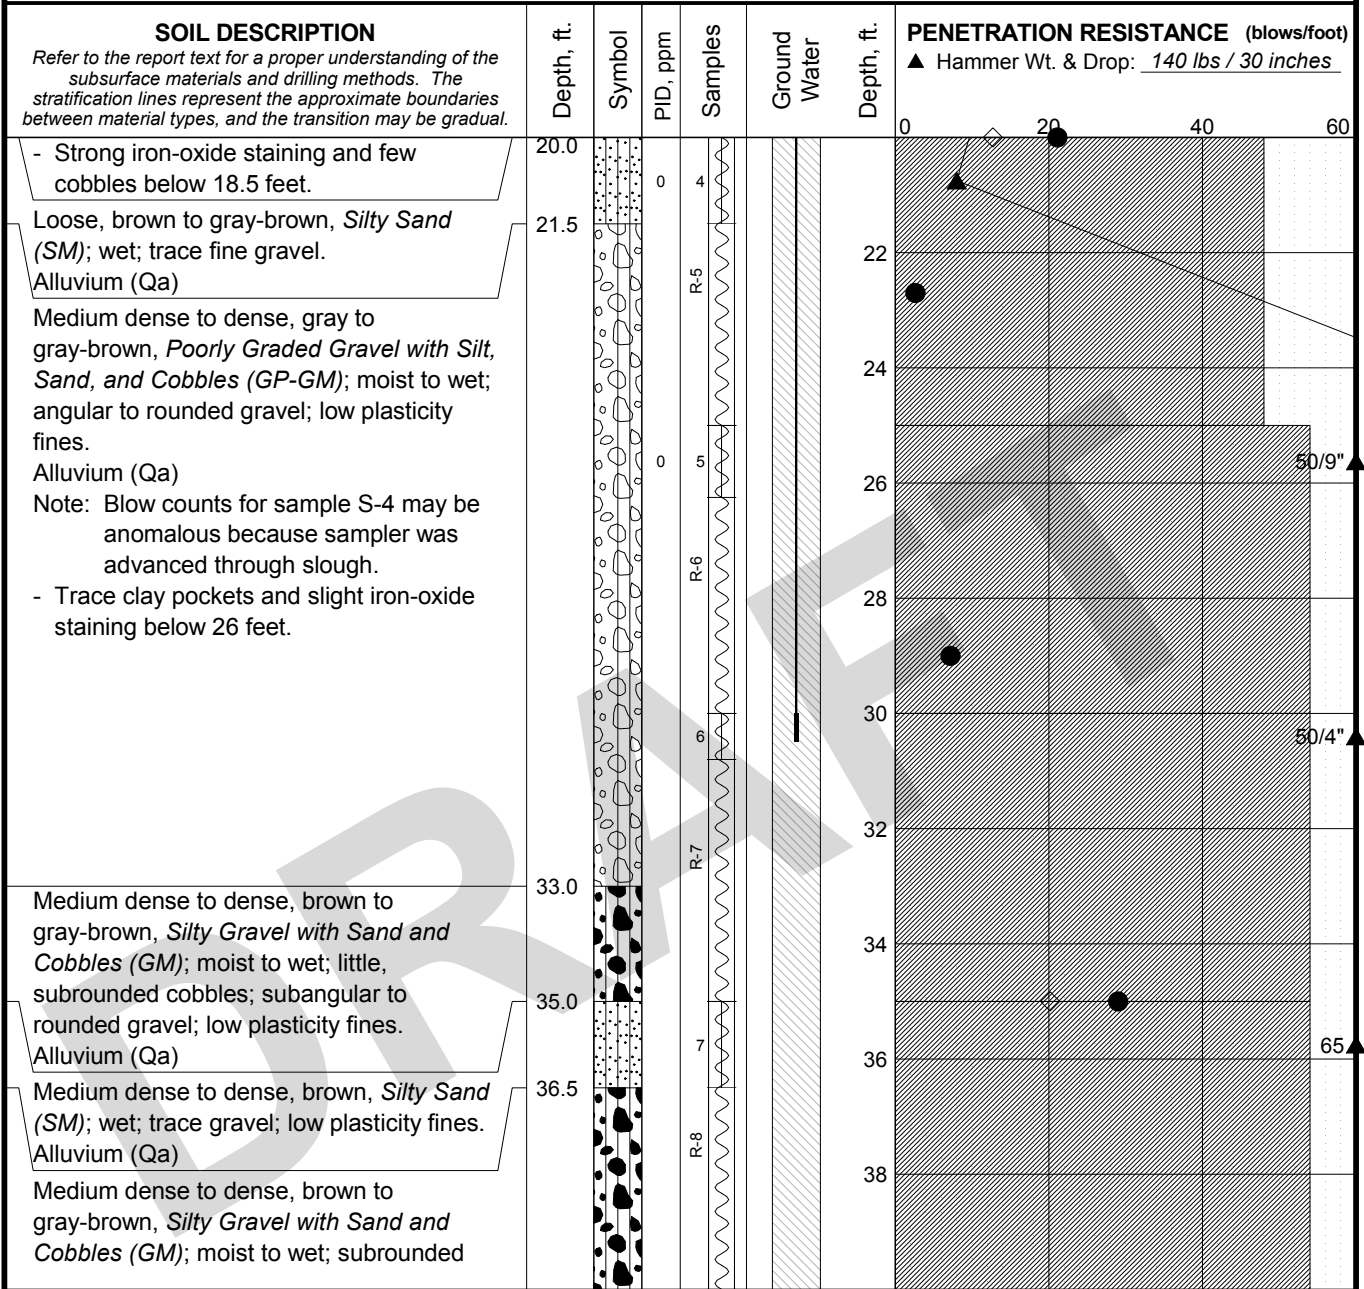 SOIL DESCRIPTION
Refer to the report text for a proper understanding of the
subsurface materials and drilling methods. The
stratification lines represent the approximate boundaries
between material types, and the transition may be gradual.
Depth, ft.
Symbol
PID, ppm
Samples
Ground
Water
Depth, ft.
PENETRATION RESISTANCE (blows/foot)
▲ Hammer Wt. & Drop: 140 lbs / 30 inches
0 20 40 60
- Strong iron-oxide staining and few
cobbles below 18.5 feet.
Loose, brown to gray-brown, Silty Sand
(SM); wet; trace fine gravel.
Alluvium (Qa)
Medium dense to dense, gray to
gray-brown, Poorly Graded Gravel with Silt,
Sand, and Cobbles (GP-GM); moist to wet;
angular to rounded gravel; low plasticity
fines.
Alluvium (Qa)
Note: Blow counts for sample S-4 may be
anomalous because sampler was
advanced through slough.
- Trace clay pockets and slight iron-oxide
staining below 26 feet.
Medium dense to dense, brown to
gray-brown, Silty Gravel with Sand and
Cobbles (GM); moist to wet; little,
subrounded cobbles; subangular to
rounded gravel; low plasticity fines.
Alluvium (Qa)
Medium dense to dense, brown, Silty Sand
(SM); wet; trace gravel; low plasticity fines.
Alluvium (Qa)
Medium dense to dense, brown to
gray-brown, Silty Gravel with Sand and
Cobbles (GM); moist to wet; subrounded
20.0
21.5
33.0
35.0
36.5
0
0
4
R-5
5
R-6
6
R-7
7
R-8
22
24
26
28
30
32
34
36
38
50/9"
50/4"
65
DRAFT